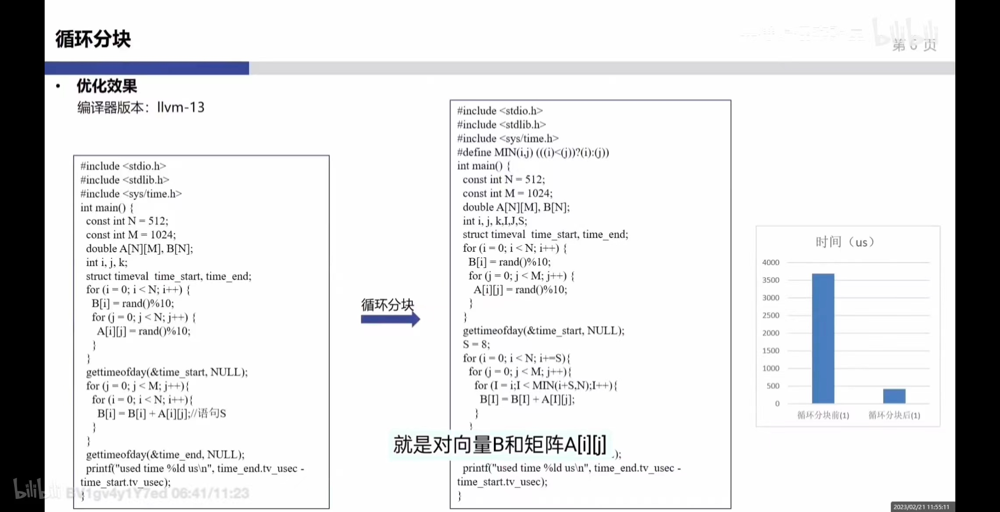 循环分块
bilibili
第 6 页
• 优化效果
编译器版本：llvm-13
#include <stdio.h>
#include <stdlib.h>
#include <sys/time.h>
int main() {
const int N = 512;
const int M = 1024;
double A[N][M], B[N];
int i, j, k;
struct timeval  time_start, time_end;
for (i = 0; i < N; i++) {
B[i] = rand()%10;
for (j = 0; j < N; j++) {
A[i][j] = rand()%10;
}
}
gettimeofday(&time_start, NULL);
for (j = 0; j < M; j++){
for (i = 0; i < N; i++){
B[i] = B[i] + A[i][j];//语句S
}
}
gettimeofday(&time_end, NULL);
printf("used time %ld us\n", time_end.tv_usec -
time_start.tv_usec);
}
循环分块
#include <stdio.h>
#include <stdlib.h>
#include <sys/time.h>
#define MIN(i,j) (((i)<(j))?(i):(j))
int main() {
const int N = 512;
const int M = 1024;
double A[N][M], B[N];
int i, j, k,I,J,S;
struct timeval  time_start, time_end;
for (i = 0; i < N; i++) {
B[i] = rand()%10;
for (j = 0; j < M; j++) {
A[i][j] = rand()%10;
}
}
gettimeofday(&time_start, NULL);
S = 8;
for (i = 0; i < N; i+=S){
for (j = 0; j < M; j++){
for (I = i;I < MIN(i+S,N);I++){
B[I] = B[I] + A[I][j];
}
}
);
printf("used time %ld us\n", time_end.tv_usec -
time_start.tv_usec);
}
时间（us）
4000
3500
3000
2500
2000
1500
1000
500
0
循环分块前(1)
循环分块后(1)
就是对向量B和矩阵A[i][j]
bilibili BV1gv4y1Y7ed 06:41/11:23
2023/02/21 11:55:11